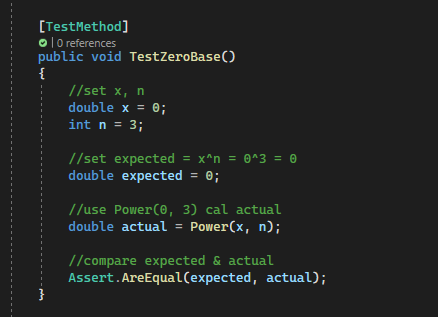 [TestMethod]
| 0 references
public void TestZeroBase()
{
//set x, n
double x = 0;
int n = 3;
//set expected = x^n = 0^3 = 0
double expected = 0;
//use Power(0, 3) cal actual
double actual = Power(x, n);
//compare expected & actual
Assert.AreEqual(expected, actual);
}